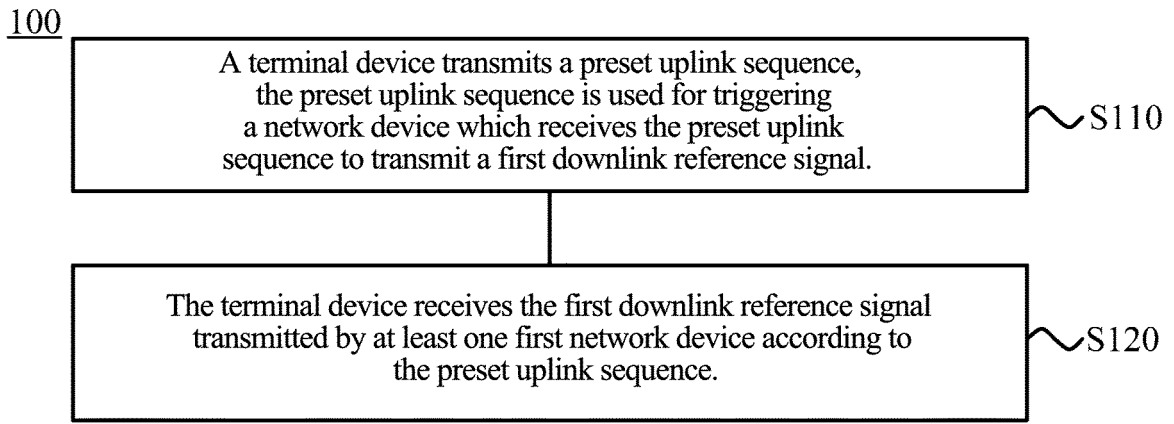 100
A terminal device transmits a preset uplink sequence,
the preset uplink sequence is used for triggering
a network device which receives the preset uplink
sequence to transmit a first downlink reference signal.
S110
The terminal device receives the first downlink reference signal
transmitted by at least one first network device according to
the preset uplink sequence.
S120